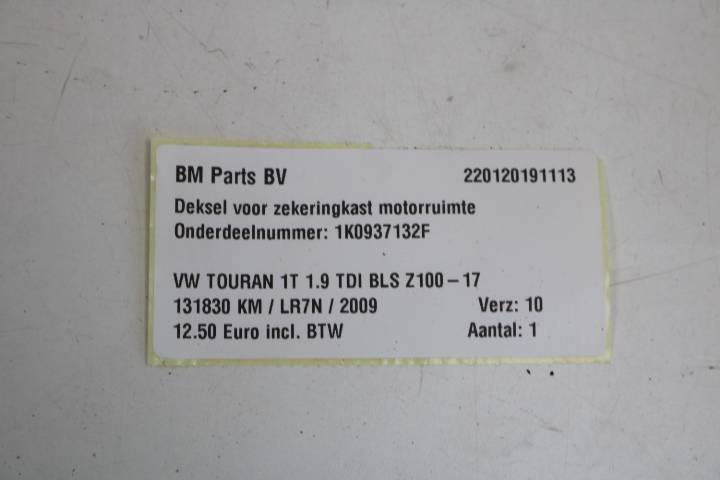 BM Parts BV 220120191113
Deksel voor zekeringkast motorruimte
Onderdeelnummer: 1K0937132F
VW TOURAN 1T 1.9 TDI BLS Z100-17
131830 KM / LR7N / 2009 Verz: 10
12.50 Euro incl. BTW Aantal: 1